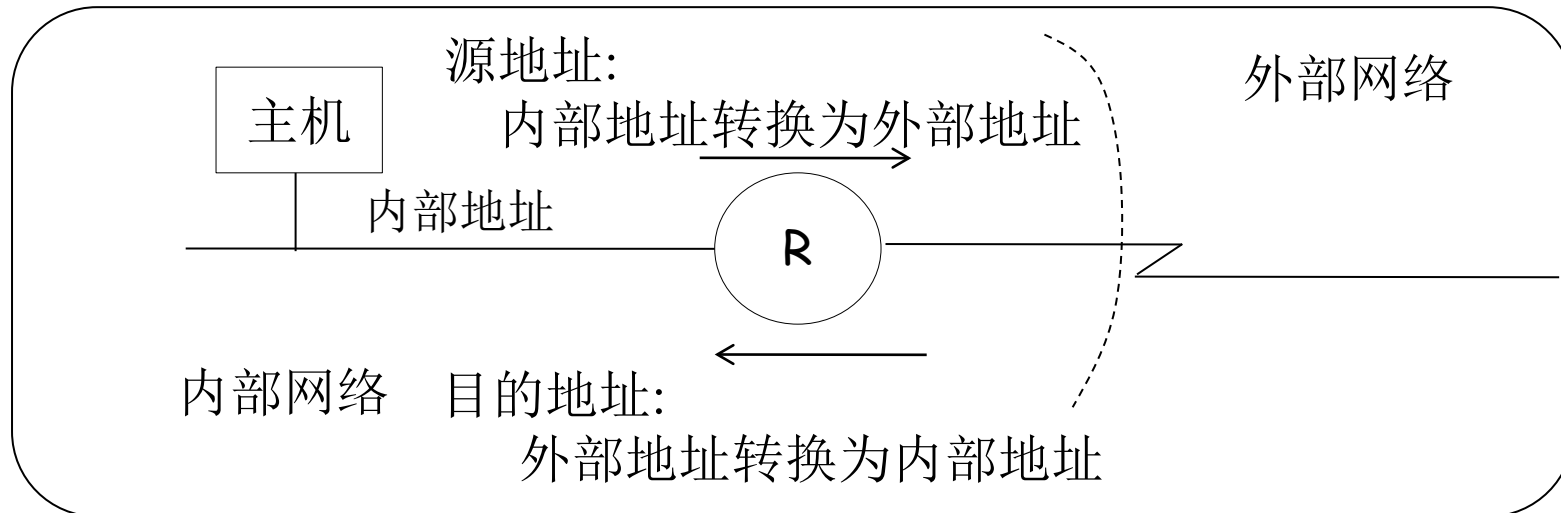 源地址:
内部地址转换为外部地址
外部网络
主机
内部地址
R
内部网络
目的地址:
外部地址转换为内部地址